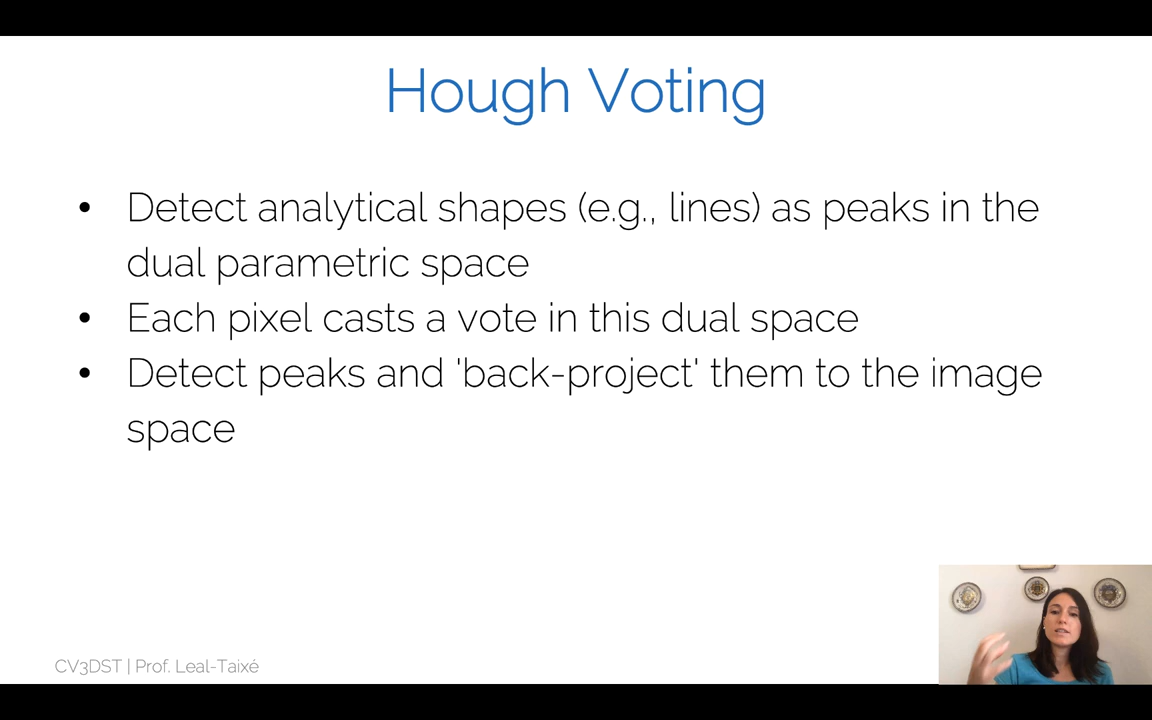 Hough Voting
• Detect analytical shapes (e.g., lines) as peaks in the
dual parametric space
• Each pixel casts a vote in this dual space
• Detect peaks and 'back-project' them to the image
space
CV3DST | Prof. Leal-Taixé